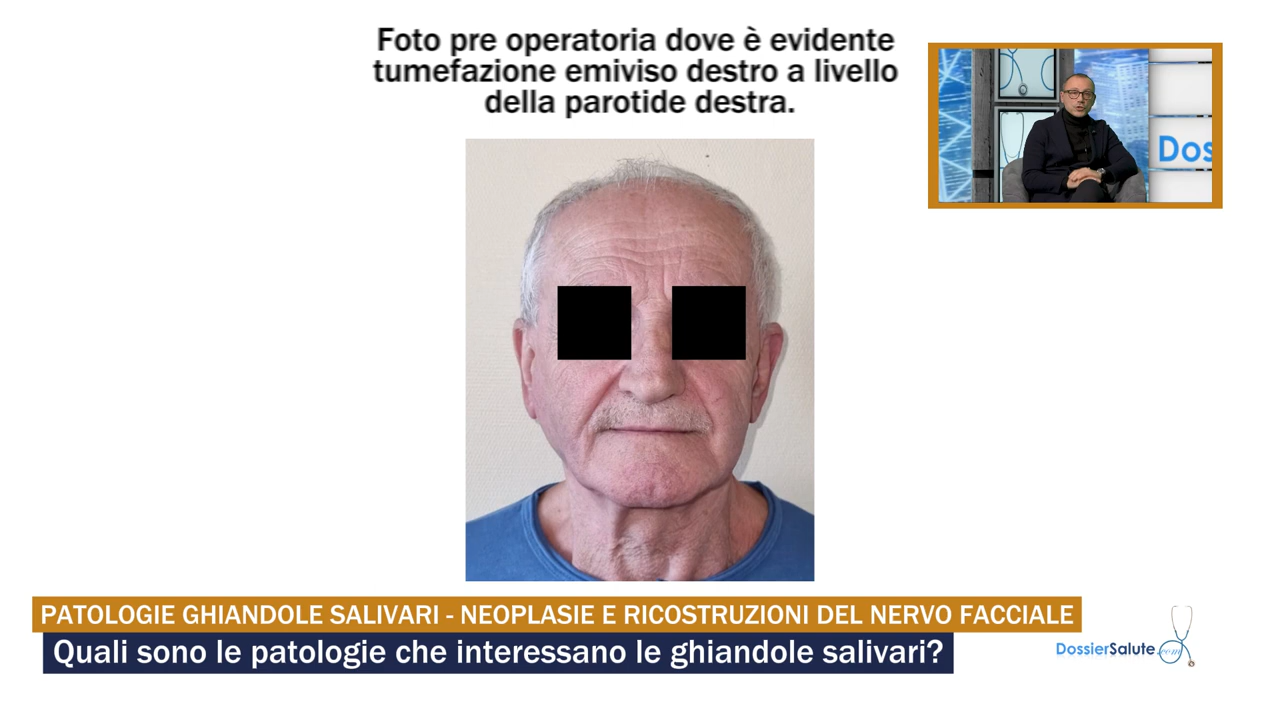 Foto pre operatoria dove è evidente
tumefazione emiviso destro a livello
della parotide destra.
Dos
PATOLOGIE GHIANDOLE SALIVARI - NEOPLASIE E RICOSTRUZIONI DEL NERVO FACCIALE
Quali sono le patologie che interessano le ghiandole salivari?
DossierSalute.com